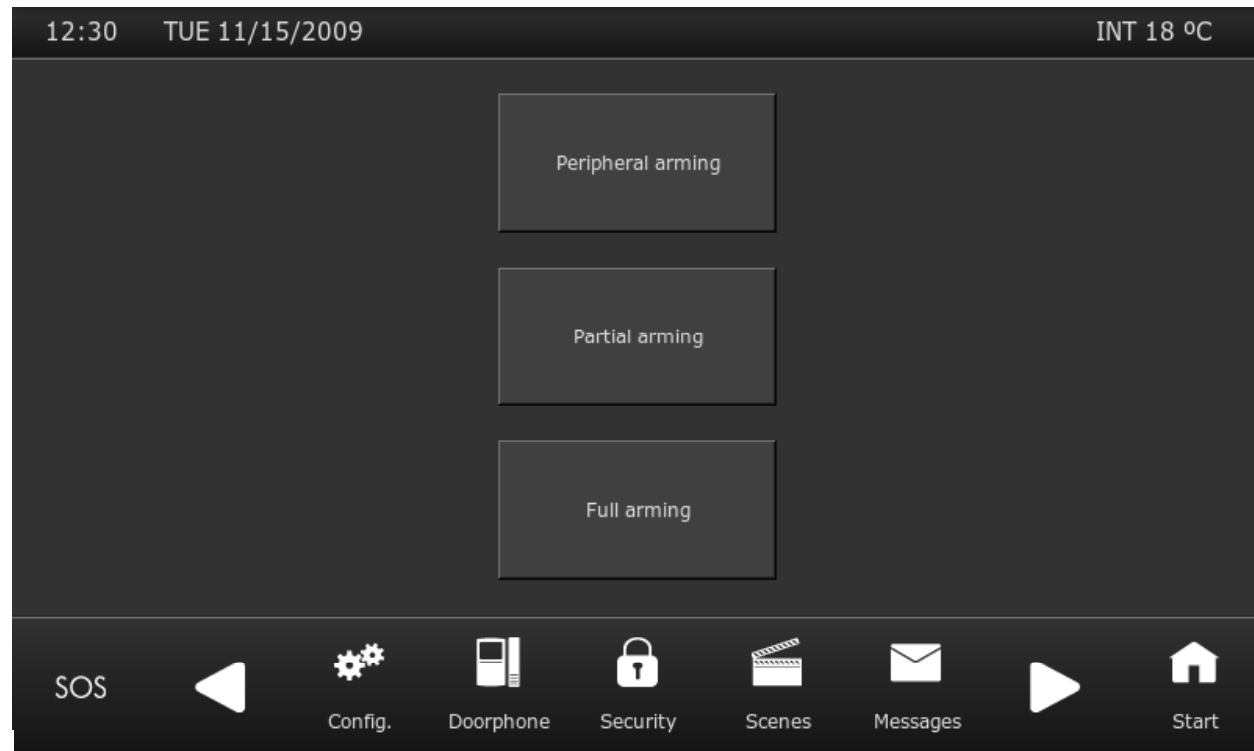 12:30 TUE 11/15/2009 INT 18 ºC
Peripheral arming
Partial arming
Full arming
SOS
Config. Doorphone Security Scenes Messages Start